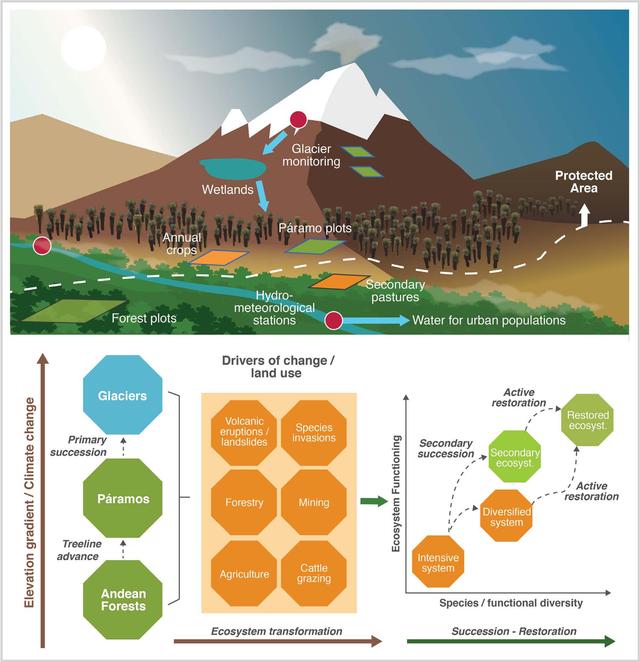 Glacier
monitoring
Wetlands
Protected
Area
Páramo plots
Annual
crops
Secondary
pastures
Hydro-
meteorological
stations
Forest plots
Water for urban populations
Elevation gradient / Climate change
Glaciers
Primary
succession
Páramos
Treeline
advance
Andean
Forests
Drivers of change /
land use
Volcanic
eruptions /
landslides
Species
invasions
Forestry
Mining
Agriculture
Cattle
grazing
Ecosystem transformation
Ecosystem Functioning
Active
restoration
Restored
ecosyst.
Secondary
succession
Secondary
ecosyst.
Diversified
system
Active
restoration
Intensive
system
Species / functional diversity
Succession - Restoration